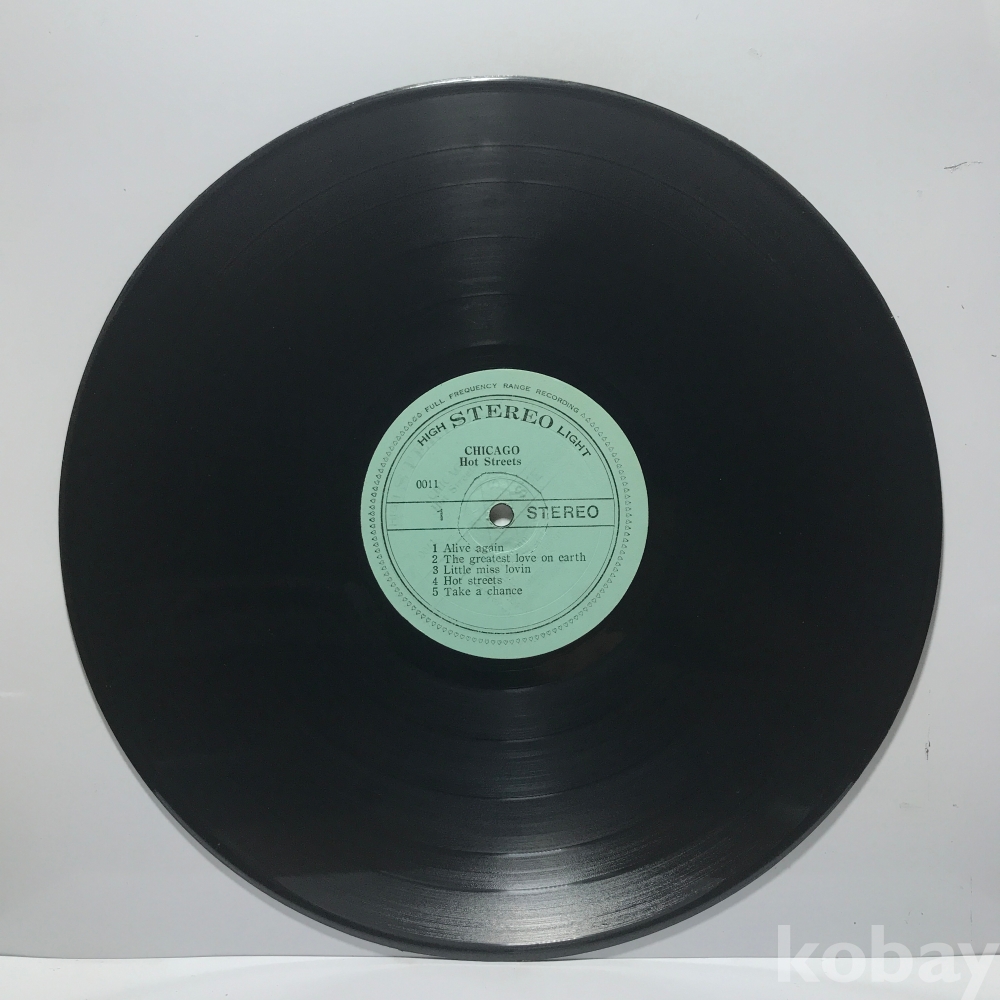 FULL FREQUENCY RANGE RECORDING
HIGH STEREO LIGHT
CHICAGO
Hot Streets
0011
1 STEREO
1 Alive again
2 The greatest love on earth
3 Little miss lovin
4 Hot streets
5 Take a chance
kobay